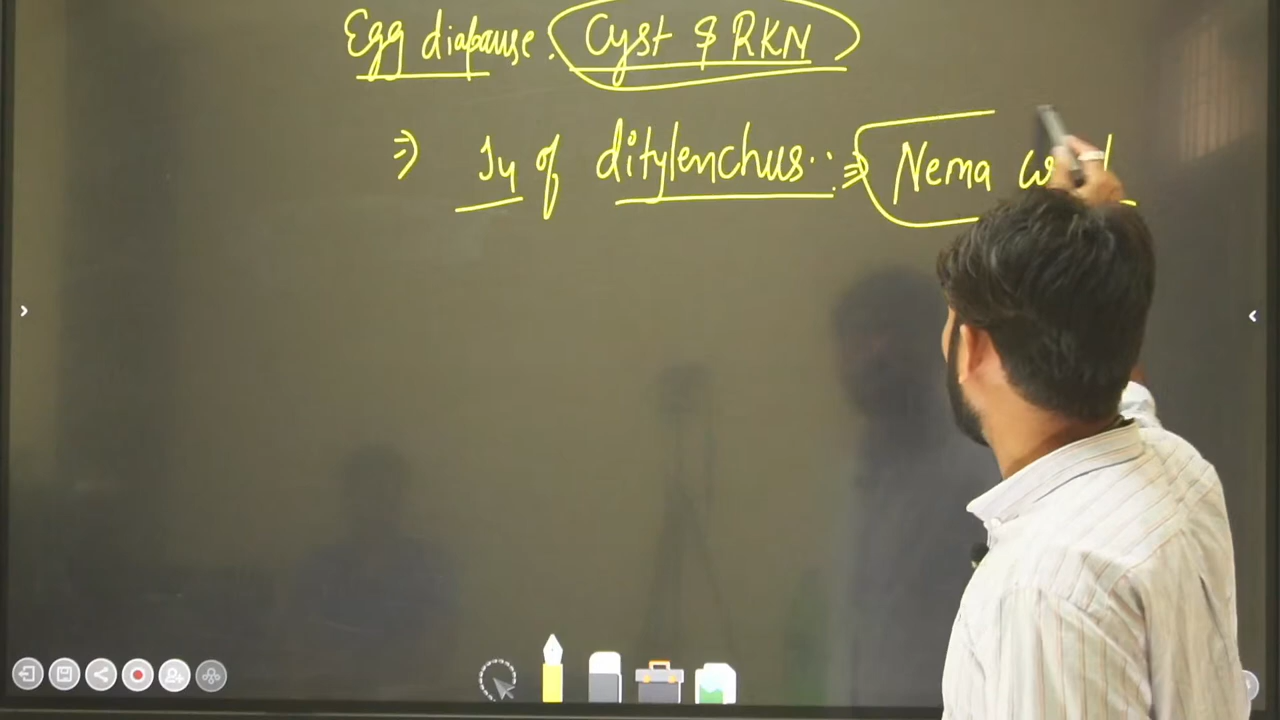 Egg diapause. Cyst & RKN
⇒ J4 of ditylenchus.. : ⇒ Nema